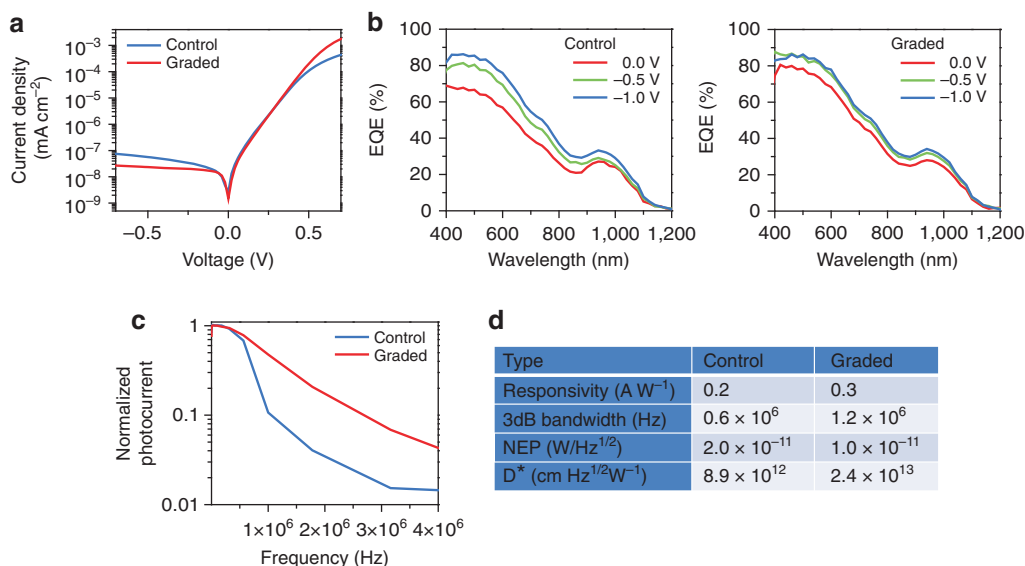 a
Control
Graded
10⁻³
10⁻⁴
10⁻⁵
10⁻⁶
10⁻⁷
10⁻⁸
10⁻⁹
Current density
(mA cm⁻²)
−0.5
0.0
0.5
Voltage (V)
b
Control
0.0 V
−0.5 V
−1.0 V
100
80
60
40
20
0
EQE (%)
400
600
800
1,000
1,200
Wavelength (nm)
Graded
0.0 V
−0.5 V
−1.0 V
100
80
60
40
20
0
EQE (%)
400
600
800
1,000
1,200
Wavelength (nm)
c
Control
Graded
1
0.1
0.01
Normalized
photocurrent
1×10⁶
2×10⁶
3×10⁶
4×10⁶
Frequency (Hz)
d
Type Control Graded
Responsivity (A W⁻¹) 0.2 0.3
3dB bandwidth (Hz) 0.6 × 10⁶ 1.2 × 10⁶
NEP (W/Hz¹ᐟ²) 2.0 × 10⁻¹¹ 1.0 × 10⁻¹¹
D* (cm Hz¹ᐟ²W⁻¹) 8.9 × 10¹² 2.4 × 10¹³